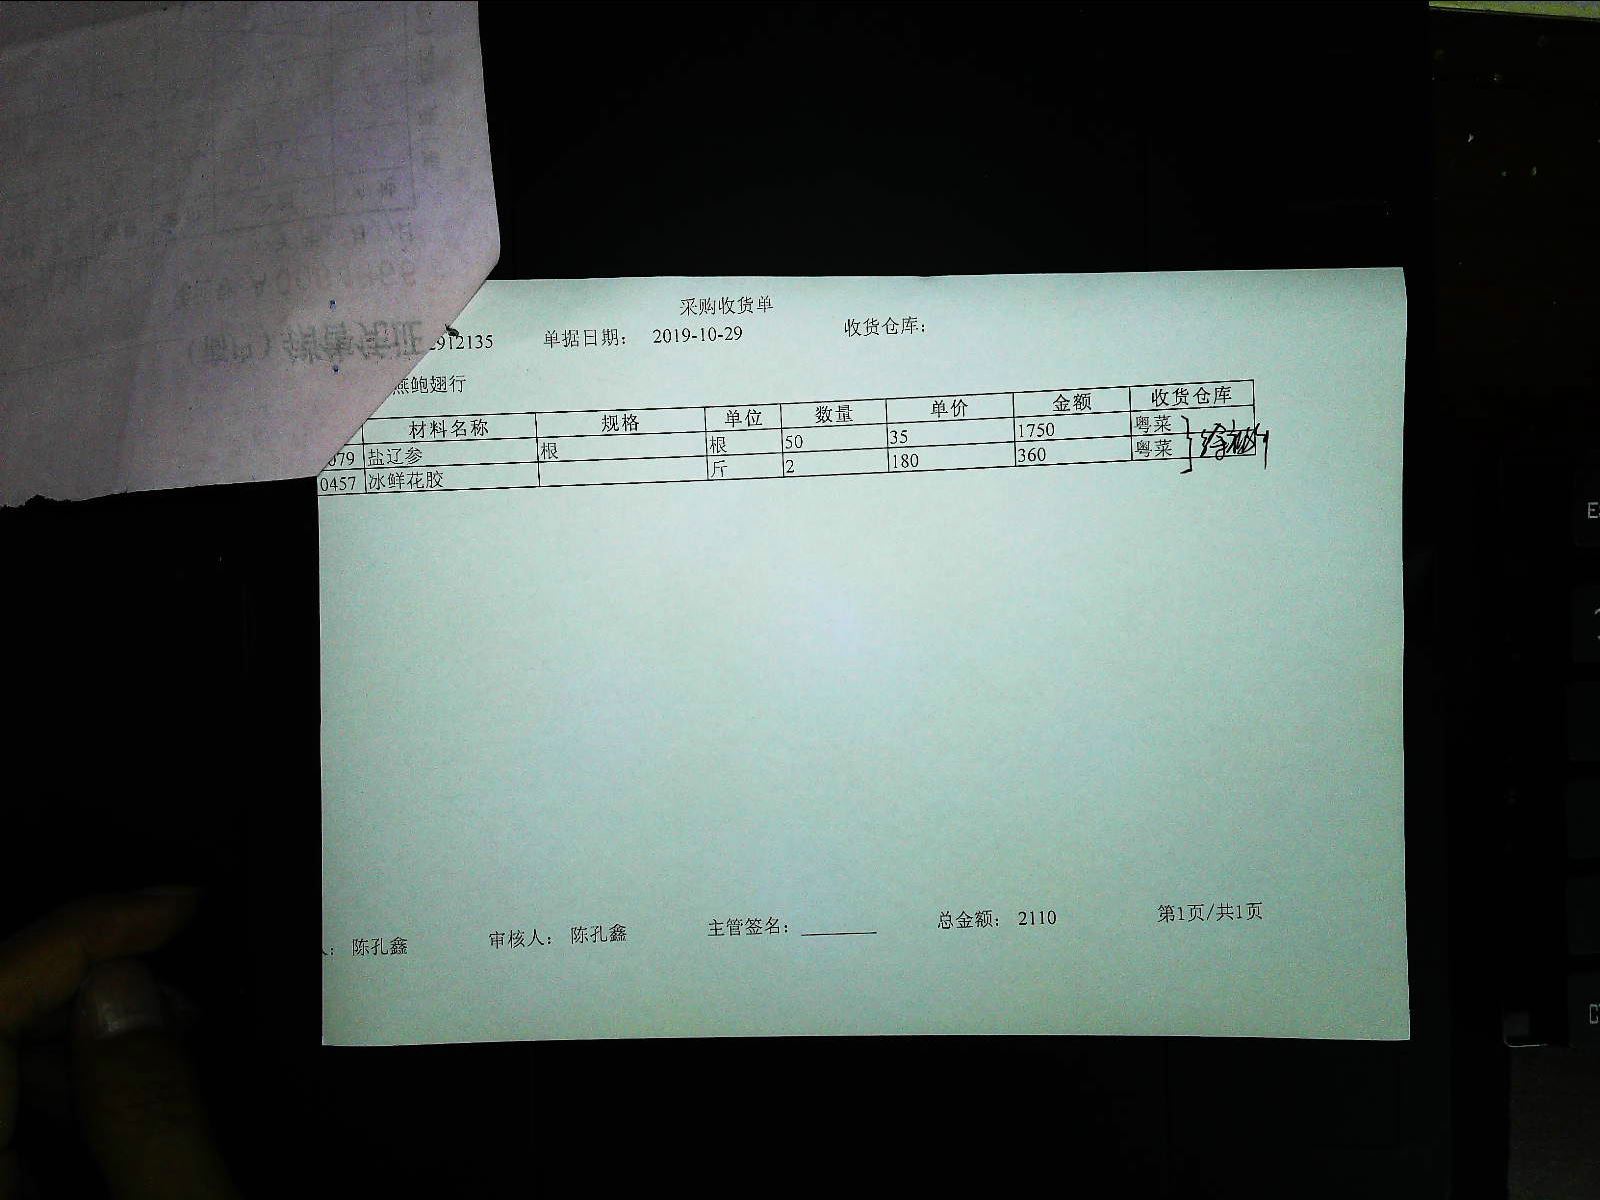 采购收货单
2912135 单据日期： 2019-10-29 收货仓库：
燕鲍翅行
材料名称 规格 单位 数量 单价 金额 收货仓库
079 盐辽参 根 根 50 35 1750 粤菜
0457 冰鲜花胶 斤 2 180 360 粤菜
人： 陈孔鑫 审核人： 陈孔鑫 主管签名： 总金额： 2110 第1页/共1页